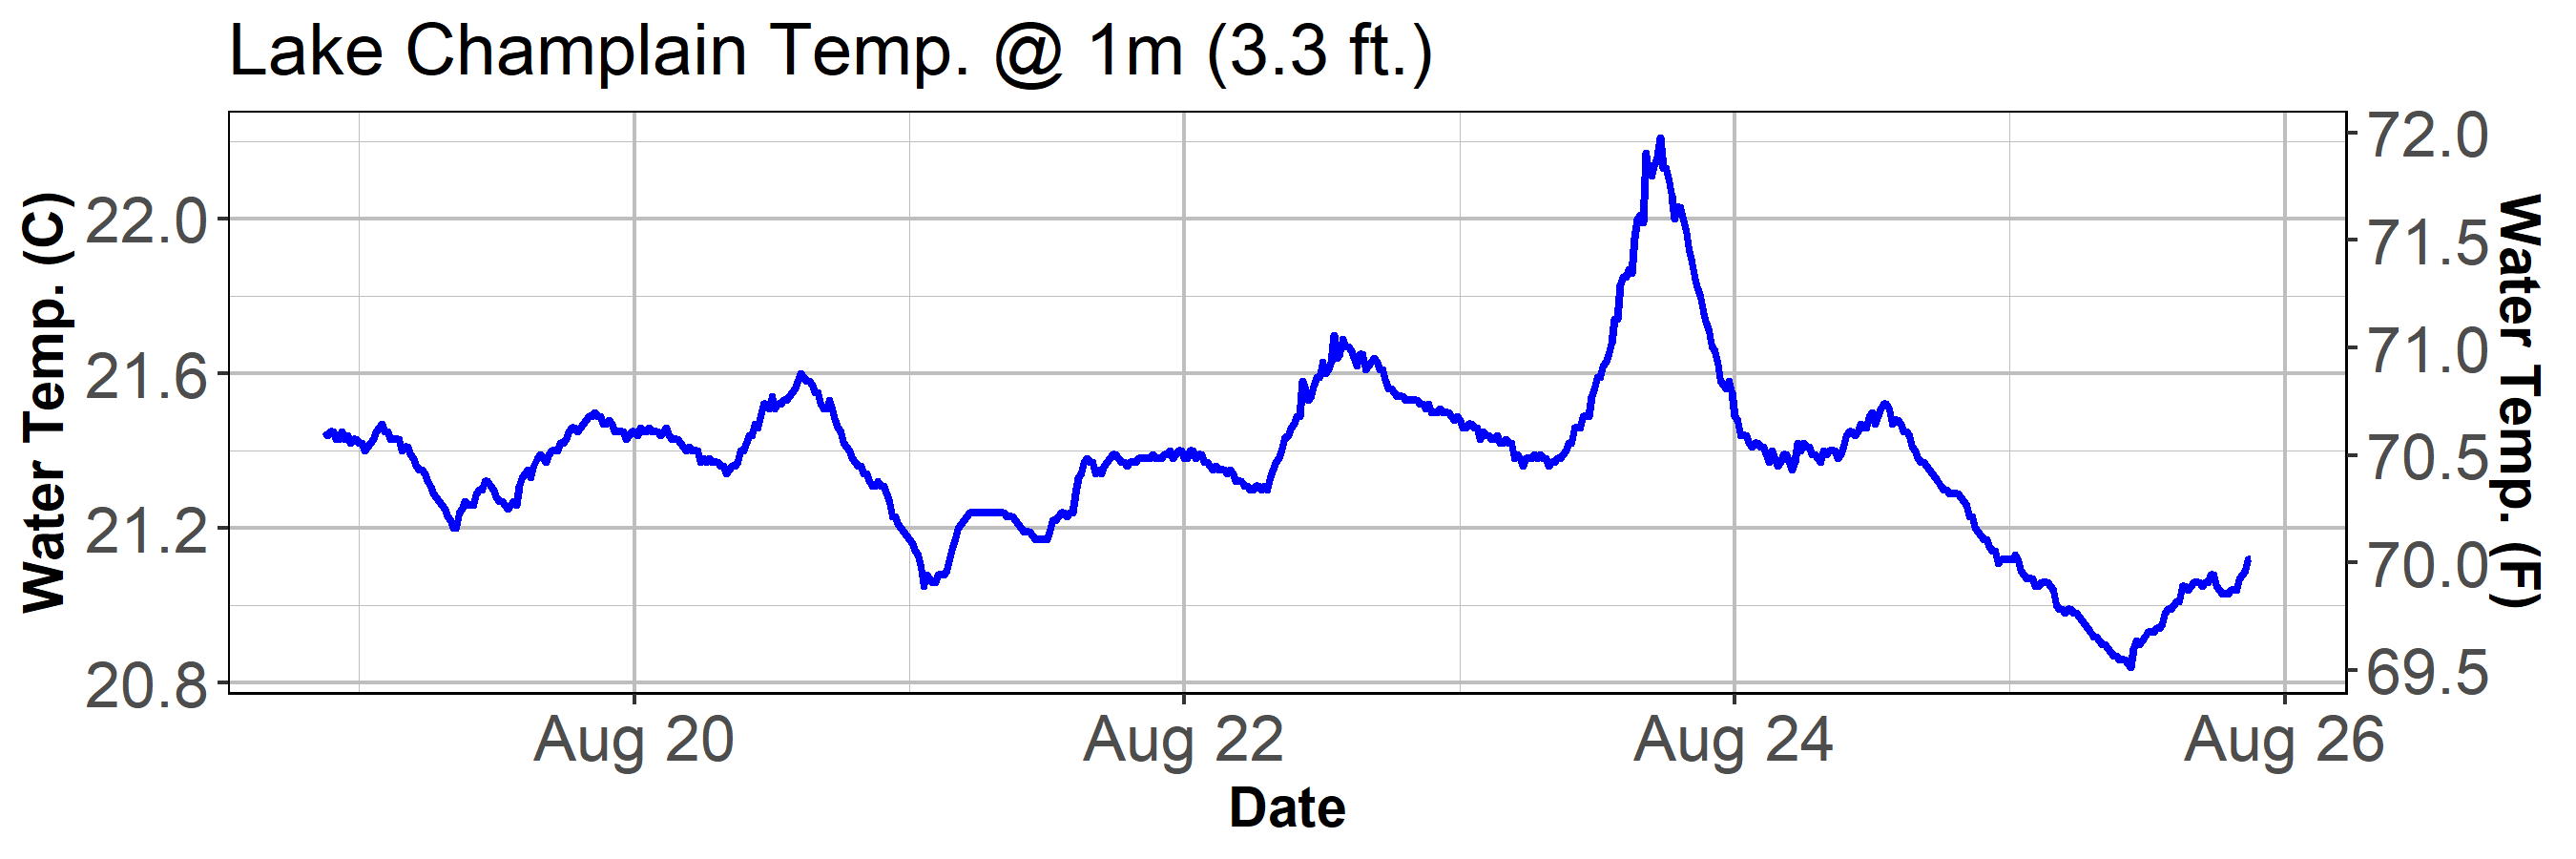 Lake Champlain Temp. @ 1m (3.3 ft.)
Water Temp. (C)
22.0
21.6
21.2
20.8
72.0
71.5
71.0
70.5
70.0
69.5
Water Temp. (F)
Aug 20 Aug 22 Aug 24 Aug 26
Date